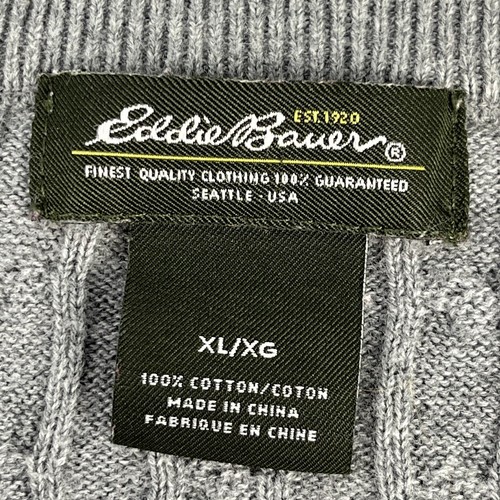 EST. 1920
Eddie Bauer®
FINEST QUALITY CLOTHING 100% GUARANTEED
SEATTLE - USA
XL/XG
100% COTTON/COTON
MADE IN CHINA
FABRIQUE EN CHINE